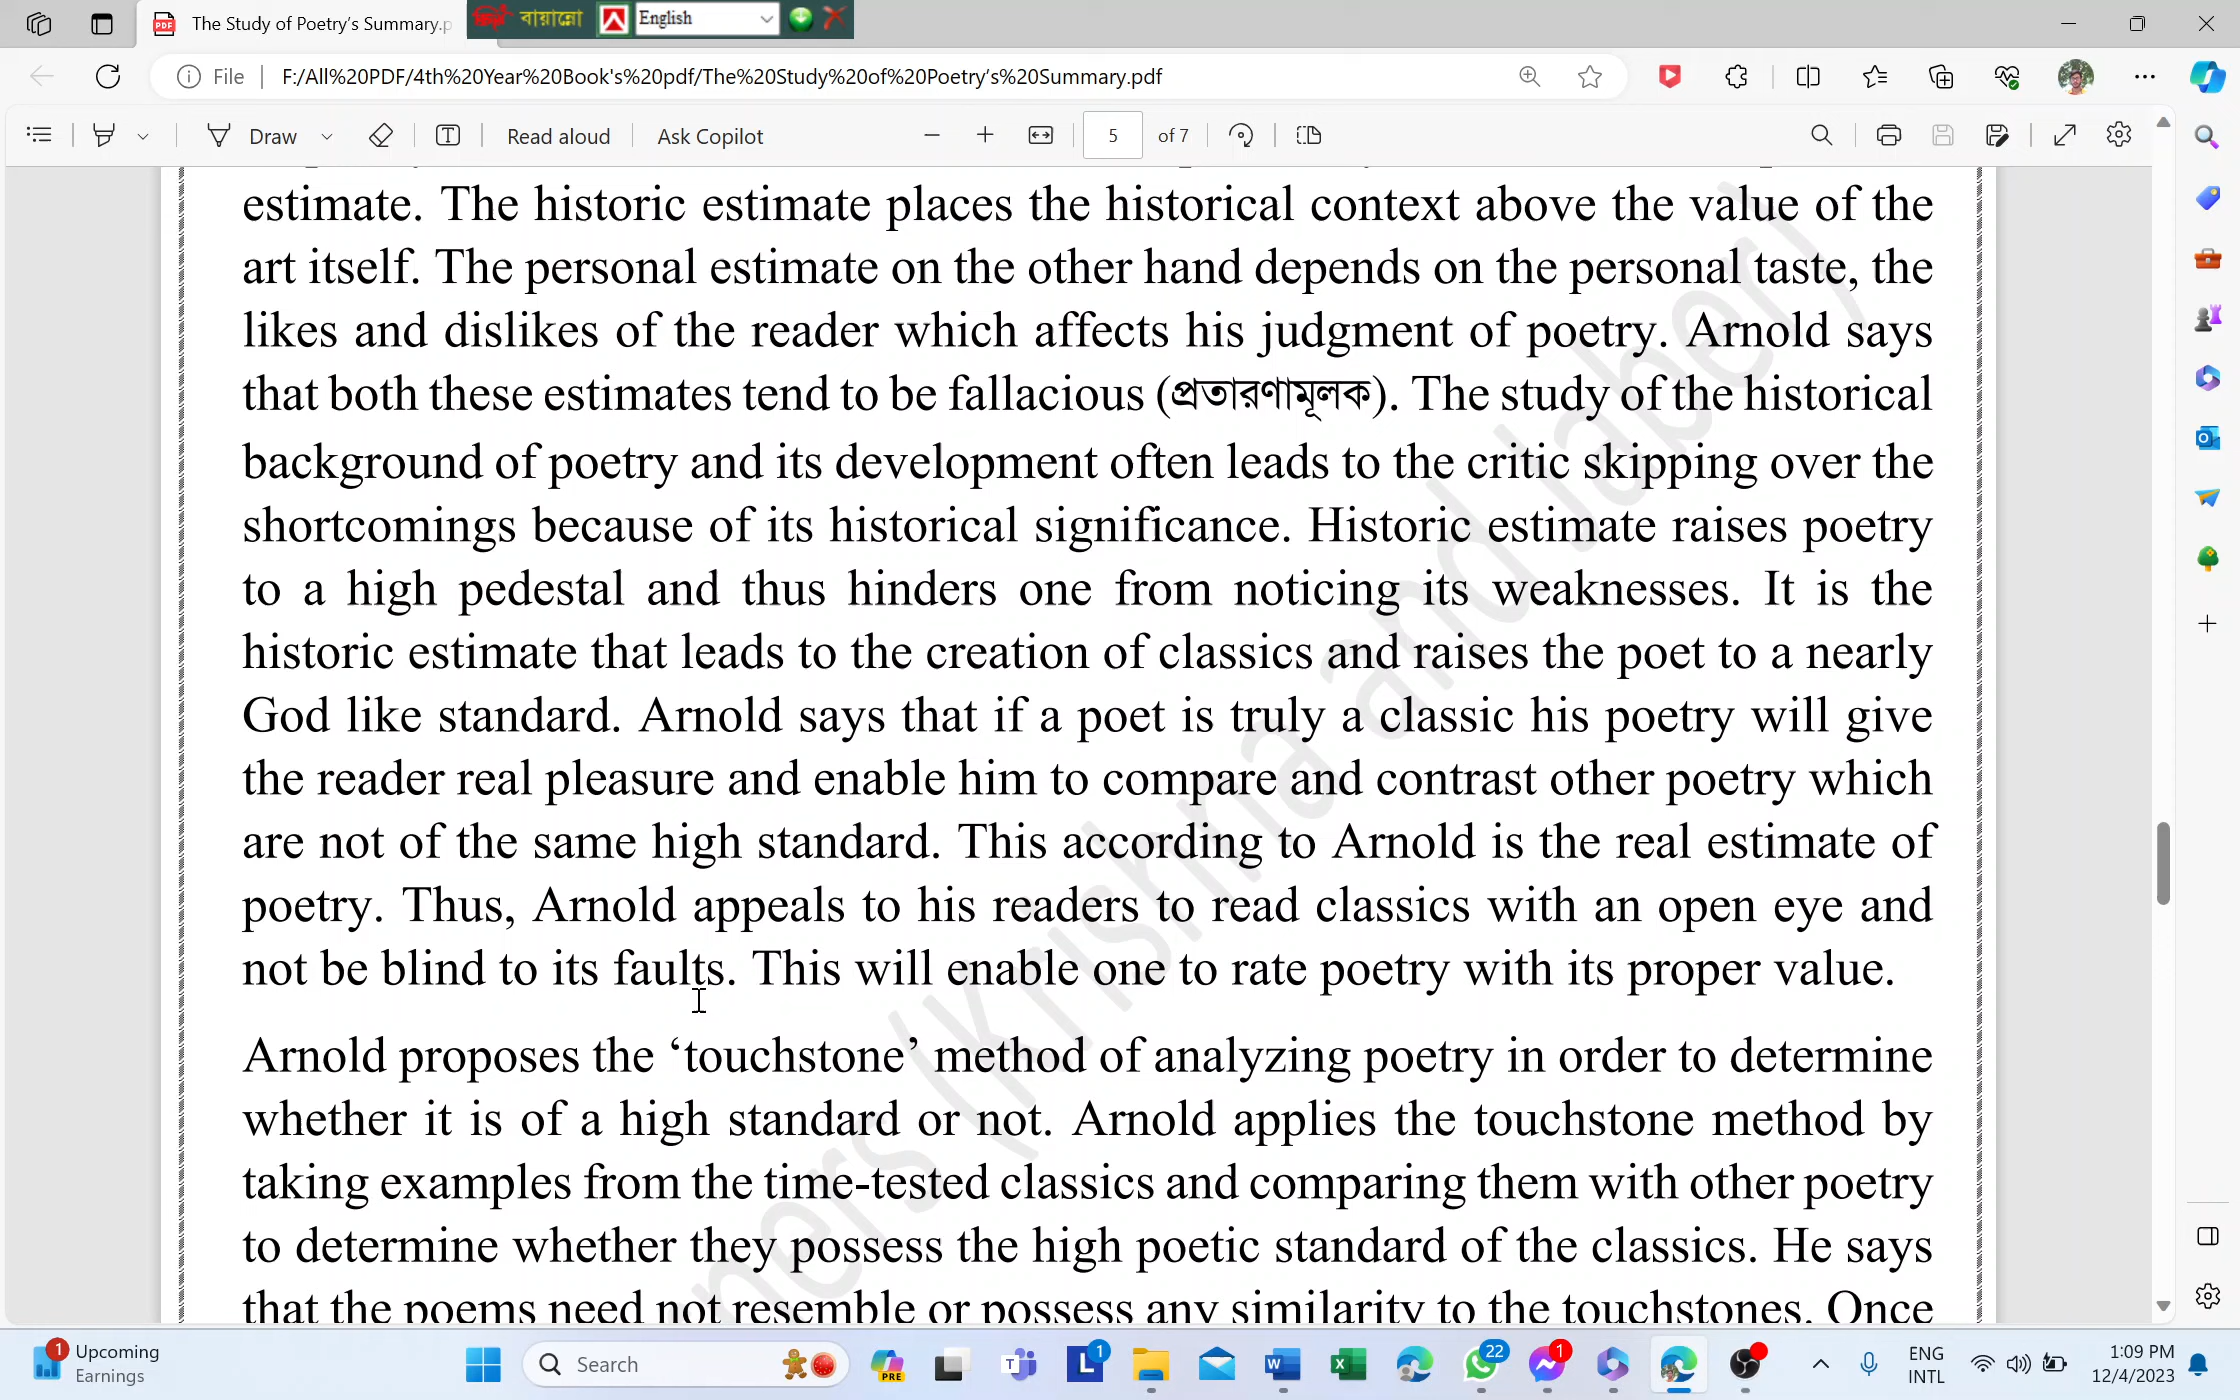 The Study of Poetry's Summary.p
বায়ান্নো
English
File
F:/All%20PDF/4th%20Year%20Book's%20pdf/The%20Study%20of%20Poetry's%20Summary.pdf
Draw
Read aloud
Ask Copilot
5
of 7
estimate. The historic estimate places the historical context above the value of the
art itself. The personal estimate on the other hand depends on the personal taste, the
likes and dislikes of the reader which affects his judgment of poetry. Arnold says
that both these estimates tend to be fallacious (প্রতারণামূলক). The study of the historical
background of poetry and its development often leads to the critic skipping over the
shortcomings because of its historical significance. Historic estimate raises poetry
to a high pedestal and thus hinders one from noticing its weaknesses. It is the
historic estimate that leads to the creation of classics and raises the poet to a nearly
God like standard. Arnold says that if a poet is truly a classic his poetry will give
the reader real pleasure and enable him to compare and contrast other poetry which
are not of the same high standard. This according to Arnold is the real estimate of
poetry. Thus, Arnold appeals to his readers to read classics with an open eye and
not be blind to its faults. This will enable one to rate poetry with its proper value.
Arnold proposes the ‘touchstone’ method of analyzing poetry in order to determine
whether it is of a high standard or not. Arnold applies the touchstone method by
taking examples from the time-tested classics and comparing them with other poetry
to determine whether they possess the high poetic standard of the classics. He says
that the poems need not resemble or possess any similarity to the touchstones. Once
ners (Krishna and laber)
1
Upcoming
Earnings
Search
PRE
1
22
1
ENG
INTL
1:09 PM
12/4/2023